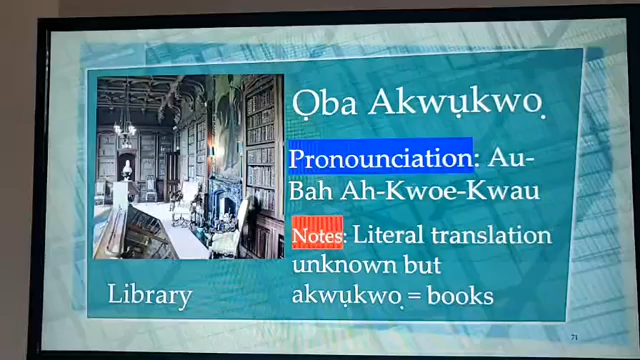 Ọba Akwụkwọ
Pronounciation: Au-
Bah Ah-Kwoe-Kwau
Notes: Literal translation
unknown but
akwụkwọ = books
Library
71